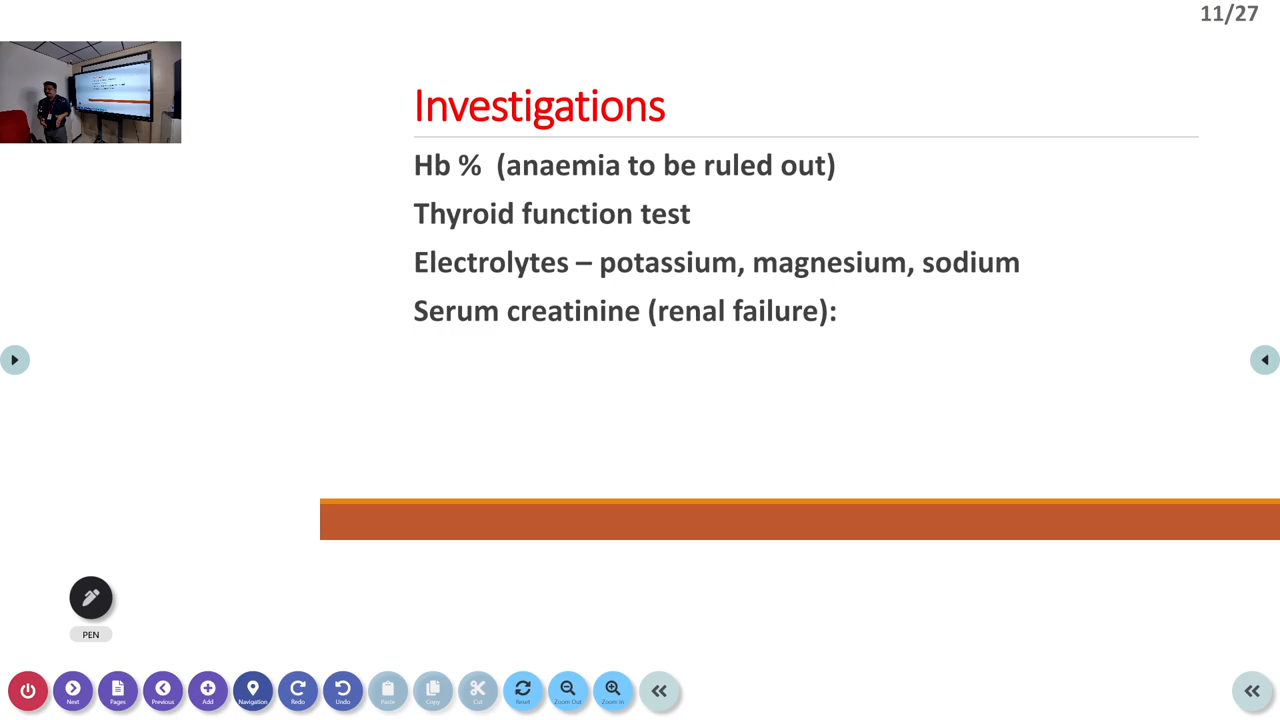 11/27
Investigations
Hb % (anaemia to be ruled out)
Thyroid function test
Electrolytes – potassium, magnesium, sodium
Serum creatinine (renal failure):
PEN
Next
Pages
Previous
Add
Navigation
Redo
Undo
Paste
Copy
Cut
Reset
Zoom Out
Zoom In